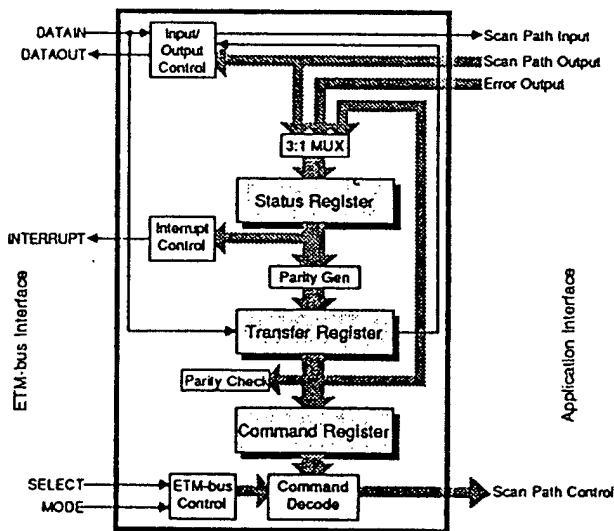 DATAIN
DATAOUT
Input/
Output
Control
Scan Path Input
Scan Path Output
Error Output
3:1 MUX
Status Register
INTERRUPT
Interrupt
Control
Parity Gen
Transfer Register
Parity Check
Command Register
SELECT
MODE
ETM-bus
Control
Command
Decode
Scan Path Control
ETM-bus Interface
Application Interface